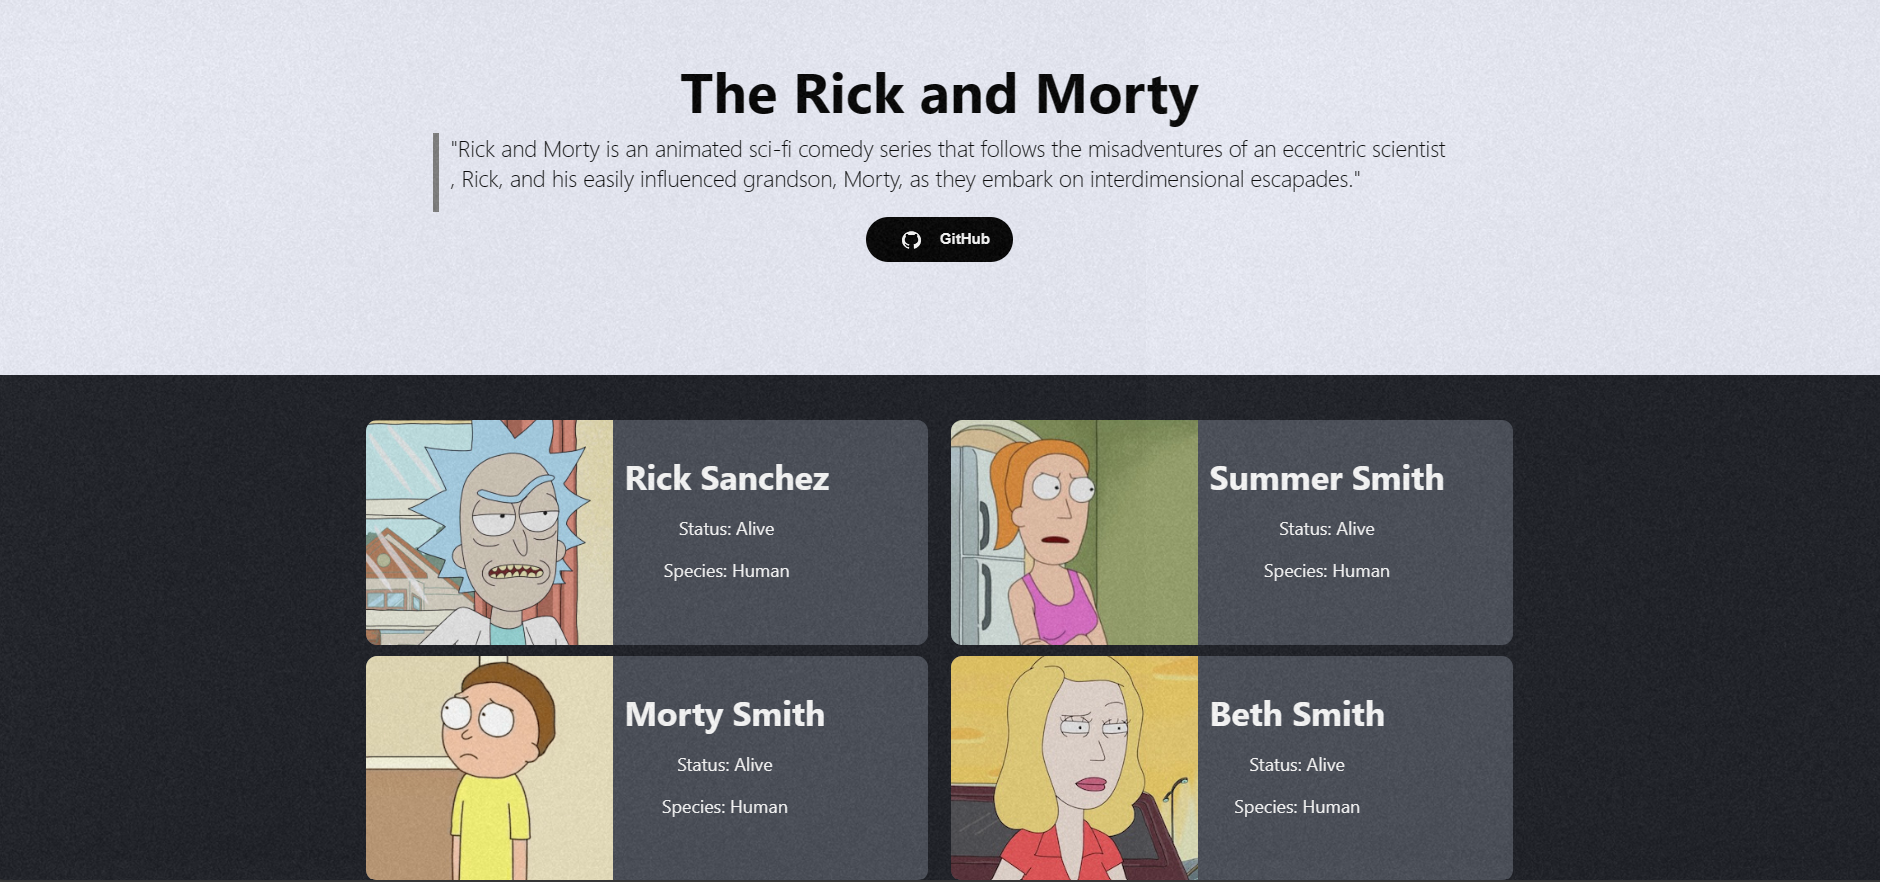 The Rick and Morty
"Rick and Morty is an animated sci-fi comedy series that follows the misadventures of an eccentric scientist
, Rick, and his easily influenced grandson, Morty, as they embark on interdimensional escapades."
GitHub
Rick Sanchez
Status: Alive
Species: Human
Summer Smith
Status: Alive
Species: Human
Morty Smith
Status: Alive
Species: Human
Beth Smith
Status: Alive
Species: Human